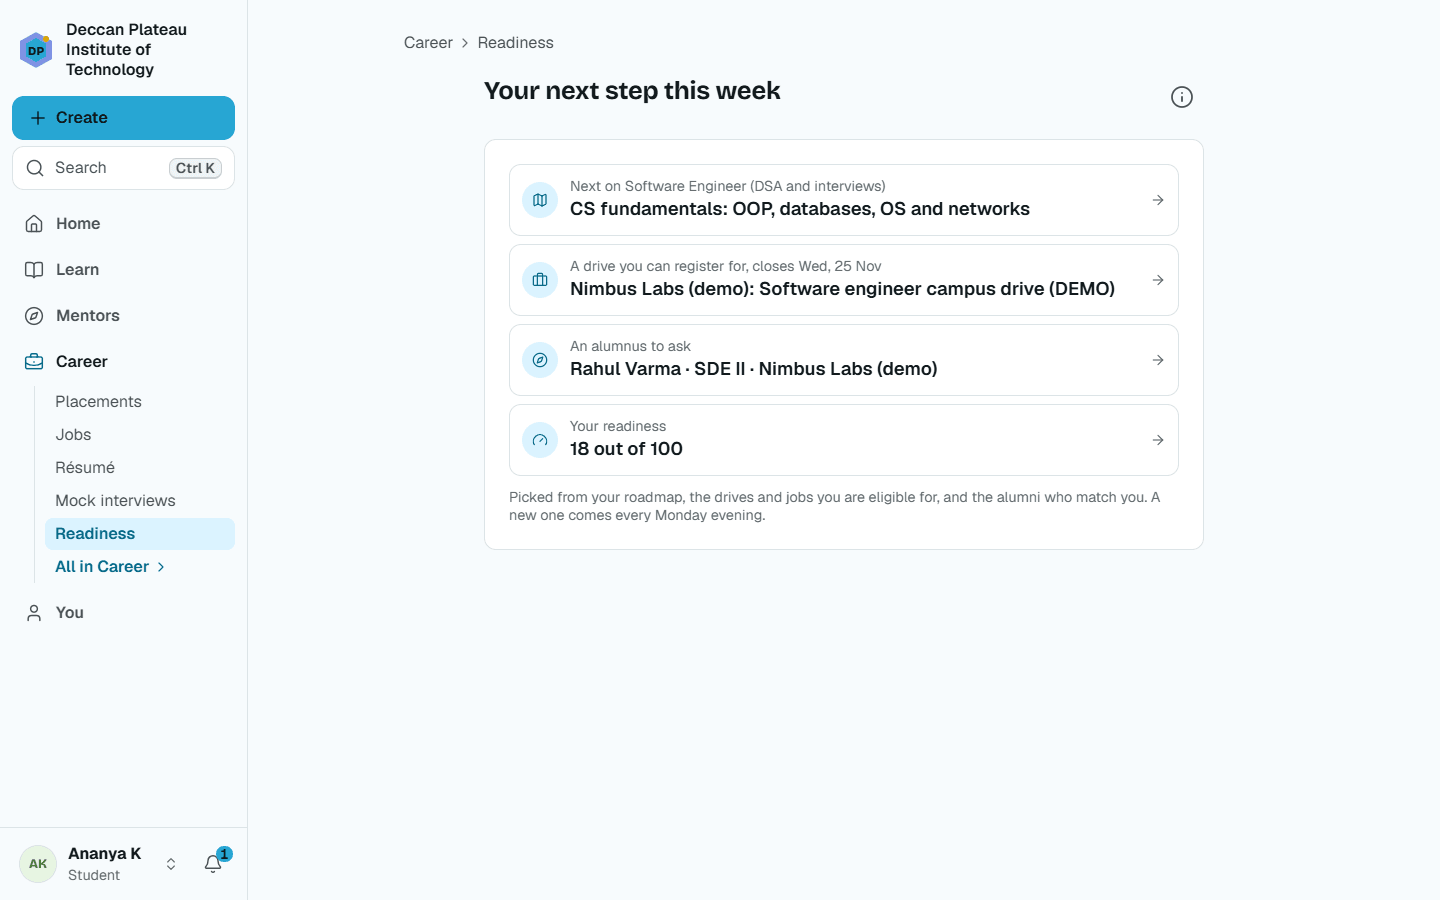 DP
Deccan Plateau
Institute of
Technology
Create
Search
Ctrl K
Home
Learn
Mentors
Career
Placements
Jobs
Résumé
Mock interviews
Readiness
All in Career
You
AK
Ananya K
Student
1
Career
Readiness
Your next step this week
Next on Software Engineer (DSA and interviews)
CS fundamentals: OOP, databases, OS and networks
A drive you can register for, closes Wed, 25 Nov
Nimbus Labs (demo): Software engineer campus drive (DEMO)
An alumnus to ask
Rahul Varma · SDE II · Nimbus Labs (demo)
Your readiness
18 out of 100
Picked from your roadmap, the drives and jobs you are eligible for, and the alumni who match you. A
new one comes every Monday evening.